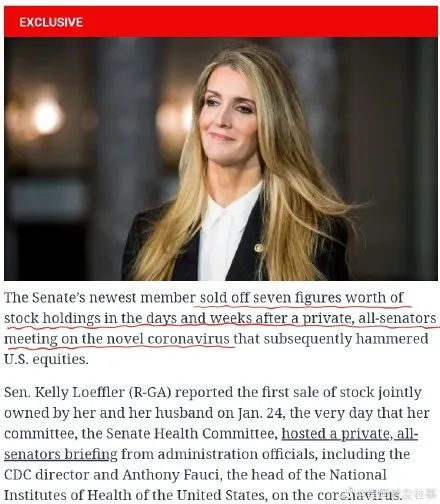 EXCLUSIVE
The Senate's newest member sold off seven figures worth of
stock holdings in the days and weeks after a private, all-senators
meeting on the novel coronavirus that subsequently hammered
U.S. equities.
Sen. Kelly Loeffler (R-GA) reported the first sale of stock jointly
owned by her and her husband on Jan. 24, the very day that her
committee, the Senate Health Committee, hosted a private, all-
senators briefing from administration officials, including the
CDC director and Anthony Fauci, the head of the National
Institutes of Health of the United States, on the coronavirus.